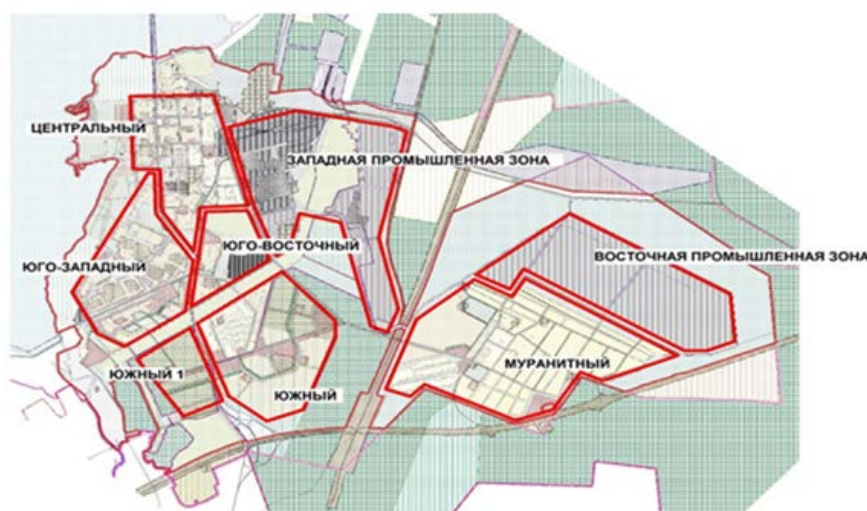 ЦЕНТРАЛЬНЫЙ
ЗАПАДНАЯ ПРОМЫШЛЕННАЯ ЗОНА
ЮГО-ВОСТОЧНЫЙ
ВОСТОЧНАЯ ПРОМЫШЛЕННАЯ ЗОНА
ЮГО-ЗАПАДНЫЙ
МУРАНИТНЫЙ
ЮЖНЫЙ 1
ЮЖНЫЙ